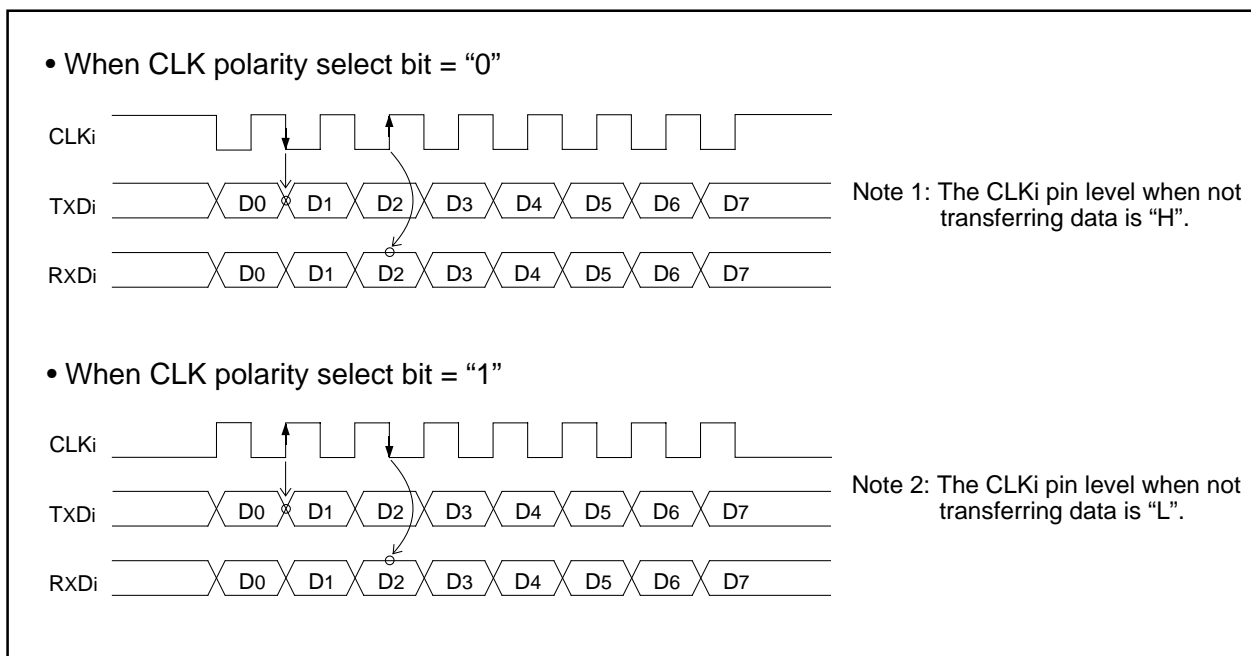 • When CLK polarity select bit = “0”
CLKi
TXDi D0 D1 D2 D3 D4 D5 D6 D7
RXDi D0 D1 D2 D3 D4 D5 D6 D7
Note 1: The CLKi pin level when not
transferring data is “H”.
• When CLK polarity select bit = “1”
CLKi
TXDi D0 D1 D2 D3 D4 D5 D6 D7
RXDi D0 D1 D2 D3 D4 D5 D6 D7
Note 2: The CLKi pin level when not
transferring data is “L”.